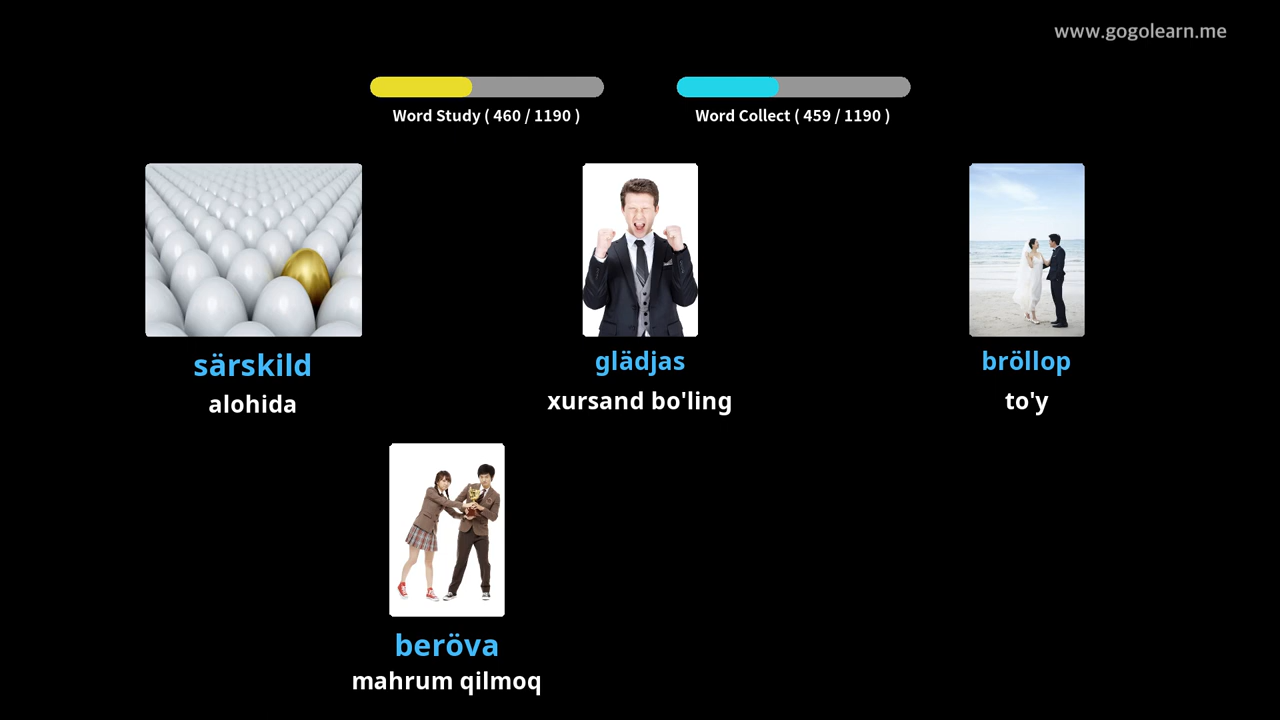 www.gogolearn.me
Word Study ( 460 / 1190 )
Word Collect ( 459 / 1190 )
särskild
alohida
glädjas
xursand bo'ling
bröllop
to'y
beröva
mahrum qilmoq